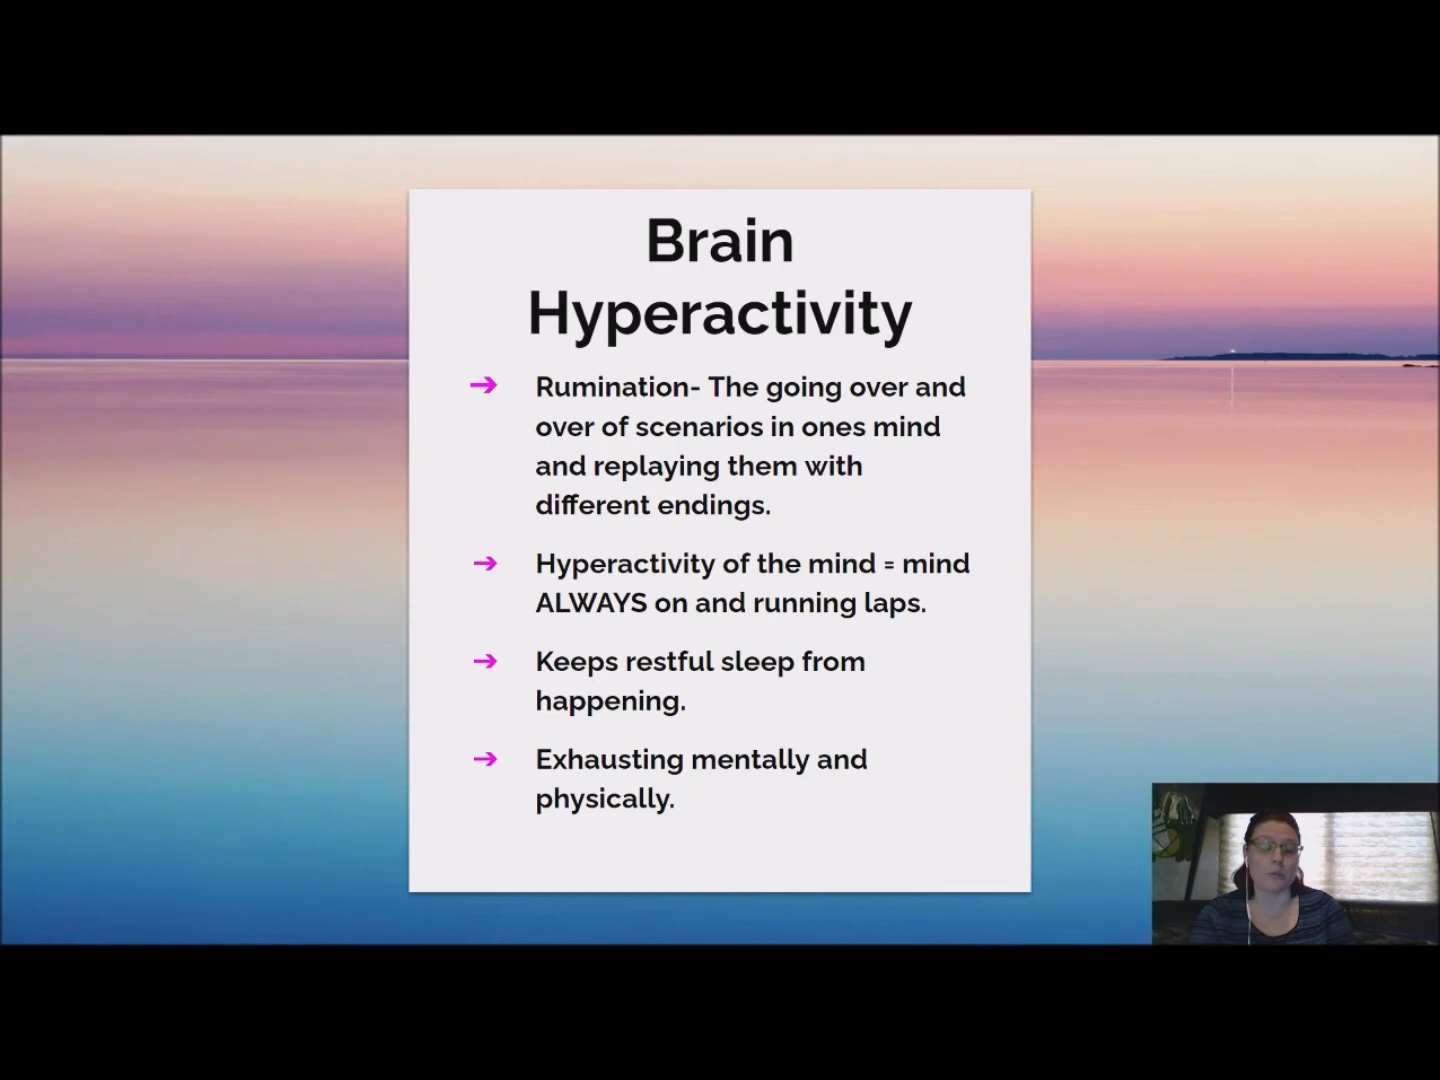 Brain
Hyperactivity
➔ Rumination- The going over and
over of scenarios in ones mind
and replaying them with
different endings.
➔ Hyperactivity of the mind = mind
ALWAYS on and running laps.
➔ Keeps restful sleep from
happening.
➔ Exhausting mentally and
physically.